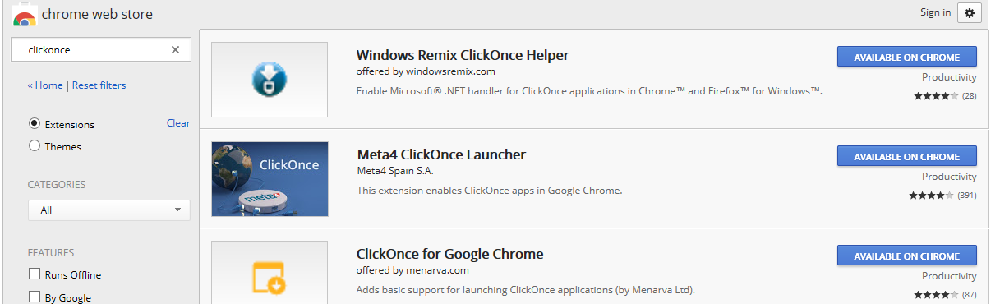 chrome web store
Sign in
clickonce
« Home | Reset filters
Extensions
Clear
Themes
CATEGORIES
All
FEATURES
Runs Offline
By Google
Windows Remix ClickOnce Helper
offered by windowsremix.com
Enable Microsoft® .NET handler for ClickOnce applications in Chrome™ and Firefox™ for Windows™.
AVAILABLE ON CHROME
Productivity
(28)
ClickOnce
meta4
Meta4 ClickOnce Launcher
Meta4 Spain S.A.
This extension enables ClickOnce apps in Google Chrome.
AVAILABLE ON CHROME
Productivity
(391)
ClickOnce for Google Chrome
offered by menarva.com
Adds basic support for launching ClickOnce applications (by Menarva Ltd).
AVAILABLE ON CHROME
Productivity
(87)